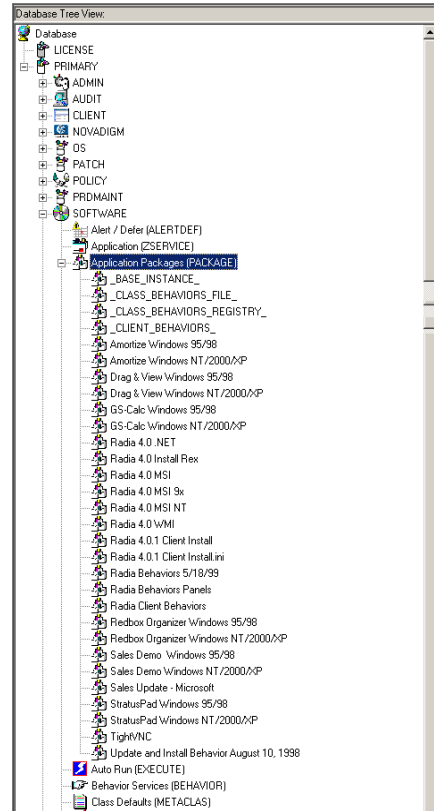 Database Tree View:
Database
LICENSE
PRIMARY
ADMIN
AUDIT
CLIENT
NOVADIGM
OS
PATCH
POLICY
PRDMAINT
SOFTWARE
Alert / Defer (ALERTDEF)
Application (ZSERVICE)
Application Packages (PACKAGE)
_BASE_INSTANCE_
_CLASS_BEHAVIORS_FILE_
_CLASS_BEHAVIORS_REGISTRY_
_CLIENT_BEHAVIORS_
Amortize Windows 95/98
Amortize Windows NT/2000/XP
Drag & View Windows 95/98
Drag & View Windows NT/2000/XP
GS-Calc Windows 95/98
GS-Calc Windows NT/2000/XP
Radia 4.0 .NET
Radia 4.0 Install Rex
Radia 4.0 MSI
Radia 4.0 MSI 9x
Radia 4.0 MSI NT
Radia 4.0 WMI
Radia 4.0.1 Client Install
Radia 4.0.1 Client Install.ini
Radia Behaviors 5/18/99
Radia Behaviors Panels
Radia Client Behaviors
Redbox Organizer Windows 95/98
Redbox Organizer Windows NT/2000/XP
Sales Demo  Windows 95/98
Sales Demo Windows NT/2000/XP
Sales Update - Microsoft
StratusPad Windows 95/98
StratusPad Windows NT/2000/XP
TightVNC
Update and Install Behavior August 10, 1998
Auto Run (EXECUTE)
Behavior Services (BEHAVIOR)
Class Defaults (METACLAS)